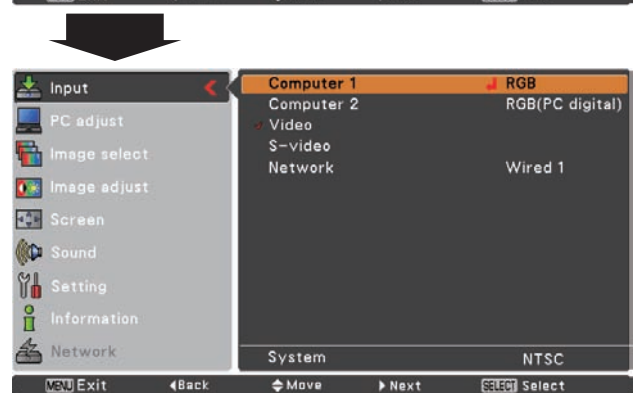 Input
PC adjust
Image select
Image adjust
Screen
Sound
Setting
Information
Network
Computer 1 RGB
Computer 2 RGB(PC digital)
Video
S-video
Network Wired 1
System NTSC
MENU Exit Back Move Next SELECT Select